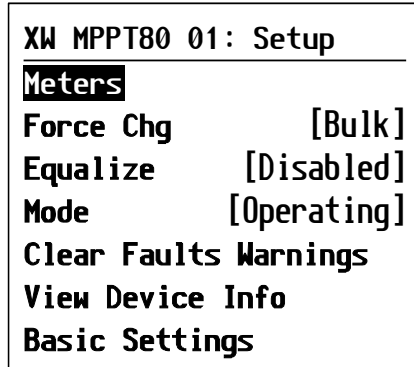 XW MPPT80 01: Setup
Meters
Force Chg [Bulk]
Equalize [Disabled]
Mode [Operating]
Clear Faults Warnings
View Device Info
Basic Settings